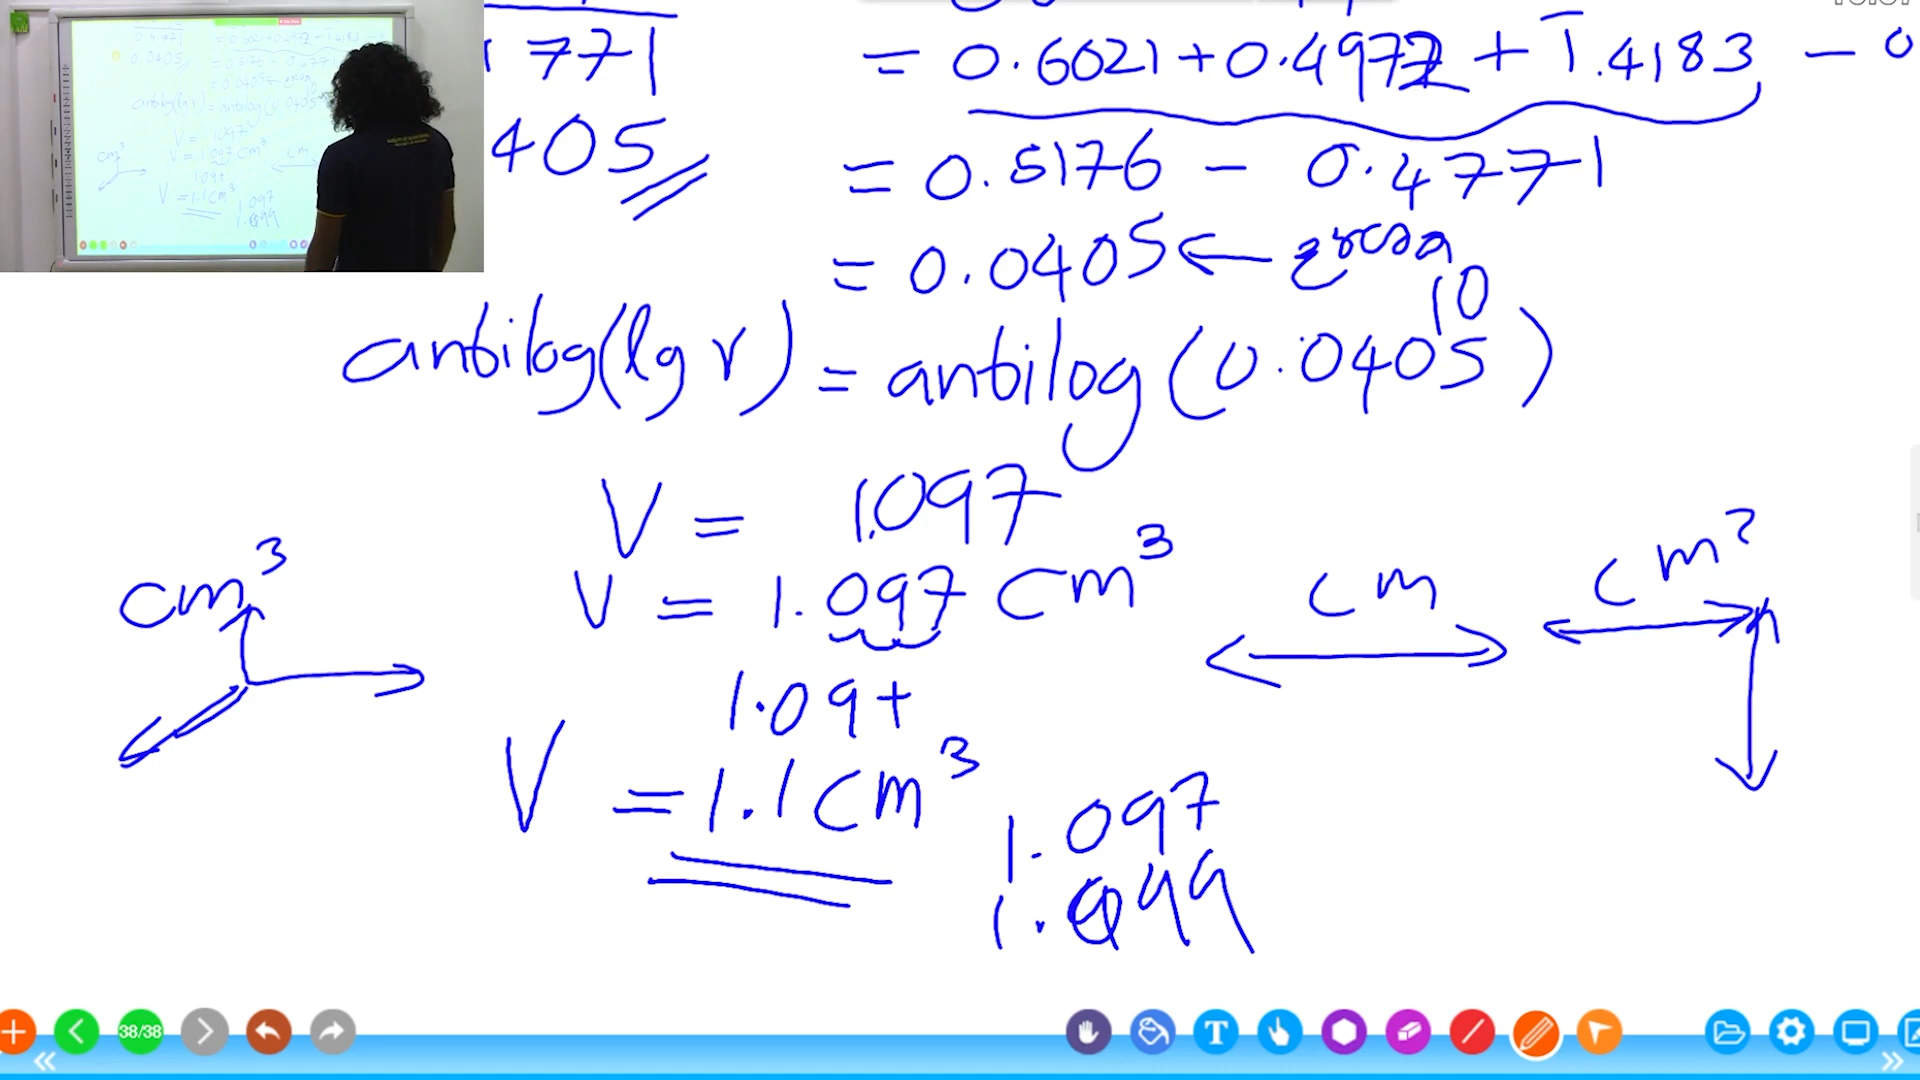 771
= 0.6021 + 0.4972 + 1̄.4183 - 0
405
= 0.5176 - 0.4771
= 0.0405 ←
10
antilog(lg r) = antilog(0.0405)
V = 1.097
V = 1.097 cm³
cm³
cm
cm²
1.09+
V = 1.1 cm³
1.097
1.099
38/38
T